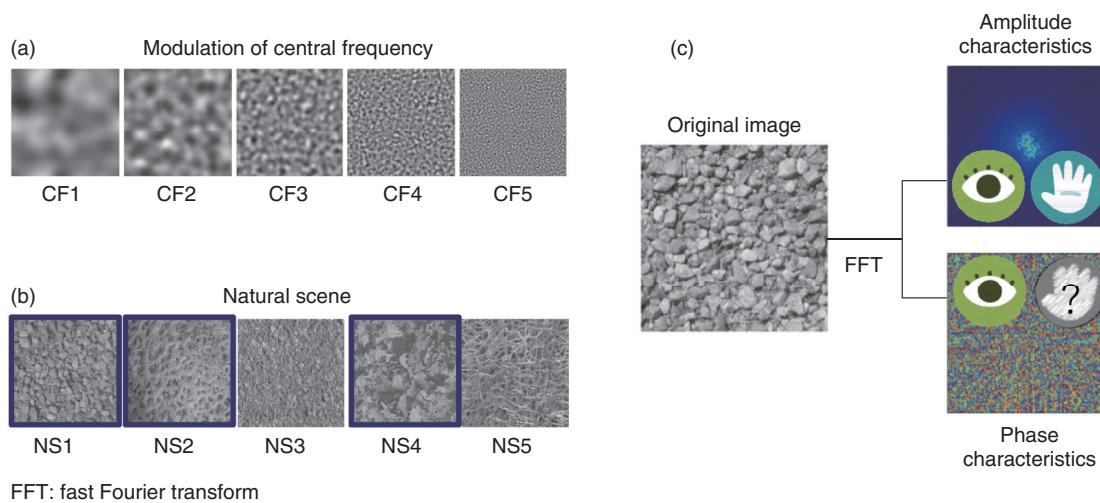 (a)
Modulation of central frequency
CF1 CF2 CF3 CF4 CF5
(b)
Natural scene
NS1 NS2 NS3 NS4 NS5
FFT: fast Fourier transform
(c)
Original image
FFT
Amplitude
characteristics
?
Phase
characteristics